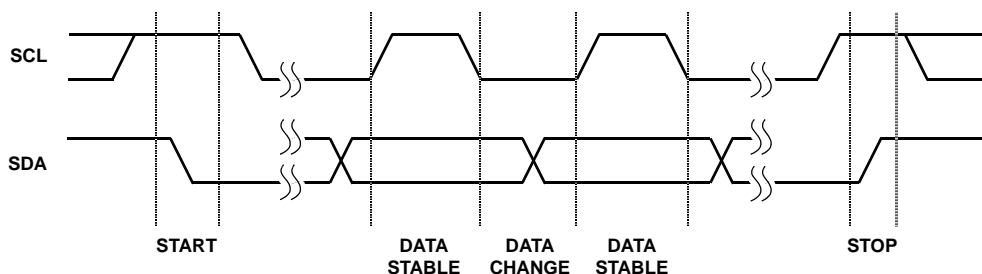 SCL
SDA
START
DATA
STABLE
DATA
CHANGE
DATA
STABLE
STOP